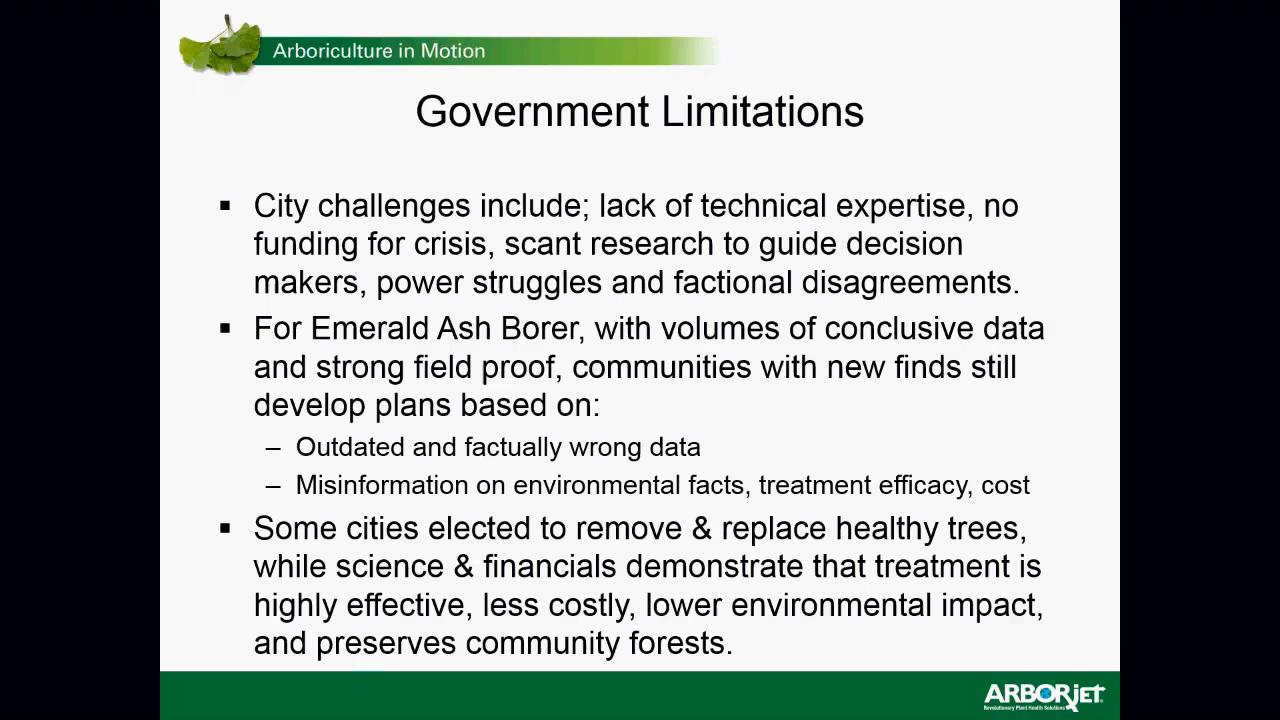 Arboriculture in Motion
Government Limitations
▪ City challenges include; lack of technical expertise, no
funding for crisis, scant research to guide decision
makers, power struggles and factional disagreements.
▪ For Emerald Ash Borer, with volumes of conclusive data
and strong field proof, communities with new finds still
develop plans based on:
– Outdated and factually wrong data
– Misinformation on environmental facts, treatment efficacy, cost
▪ Some cities elected to remove & replace healthy trees,
while science & financials demonstrate that treatment is
highly effective, less costly, lower environmental impact,
and preserves community forests.
ARBORjET
Revolutionary Plant Health Solutions